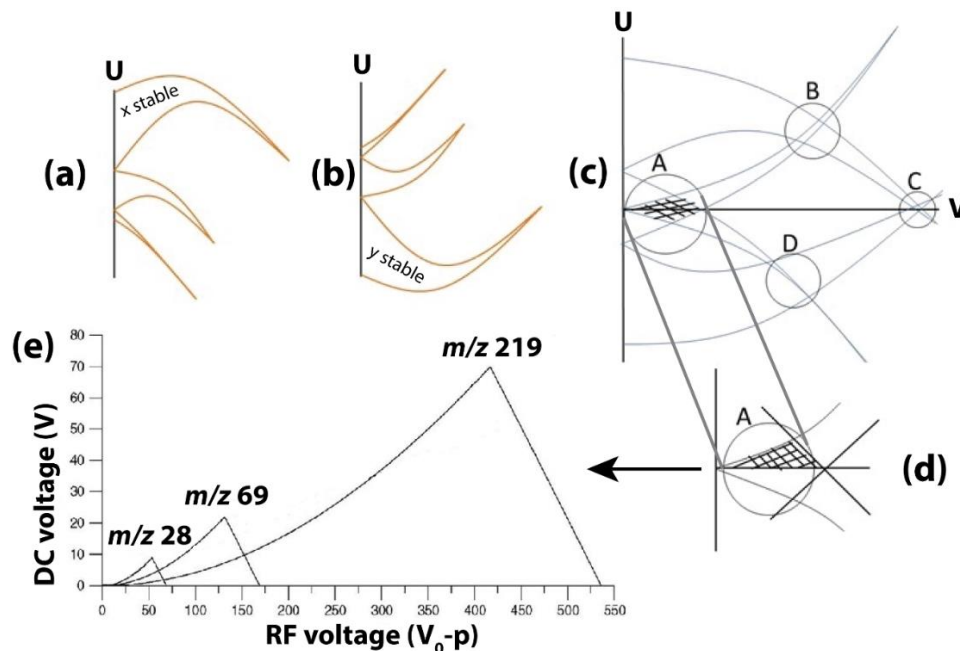 U
x stable
(a)
U
y stable
(b)
U
(c)
A
B
C
D
V
A
(d)
(e)
DC voltage (V)
80
70
60
50
40
30
20
10
0
m/z 28
m/z 69
m/z 219
0
50
100
150
200
250
300
350
400
450
500
550
RF voltage (V0-p)